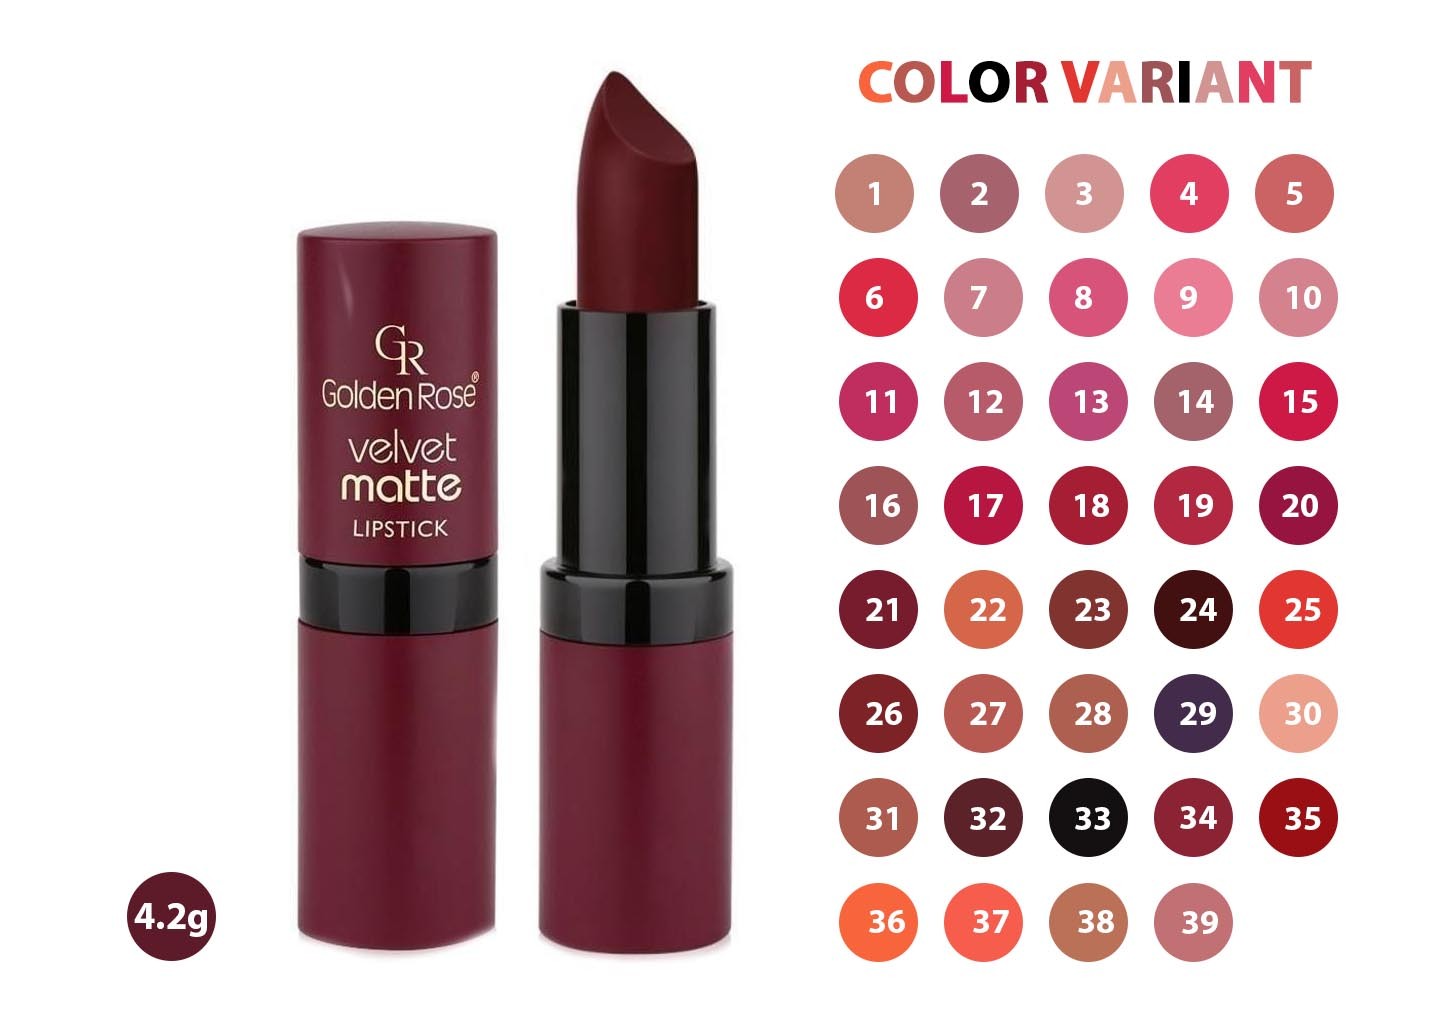 COLOR VARIANT
GR
Golden Rose®
velvet
matte
LIPSTICK
1 2 3 4 5
6 7 8 9 10
11 12 13 14 15
16 17 18 19 20
21 22 23 24 25
26 27 28 29 30
31 32 33 34 35
36 37 38 39
4.2g